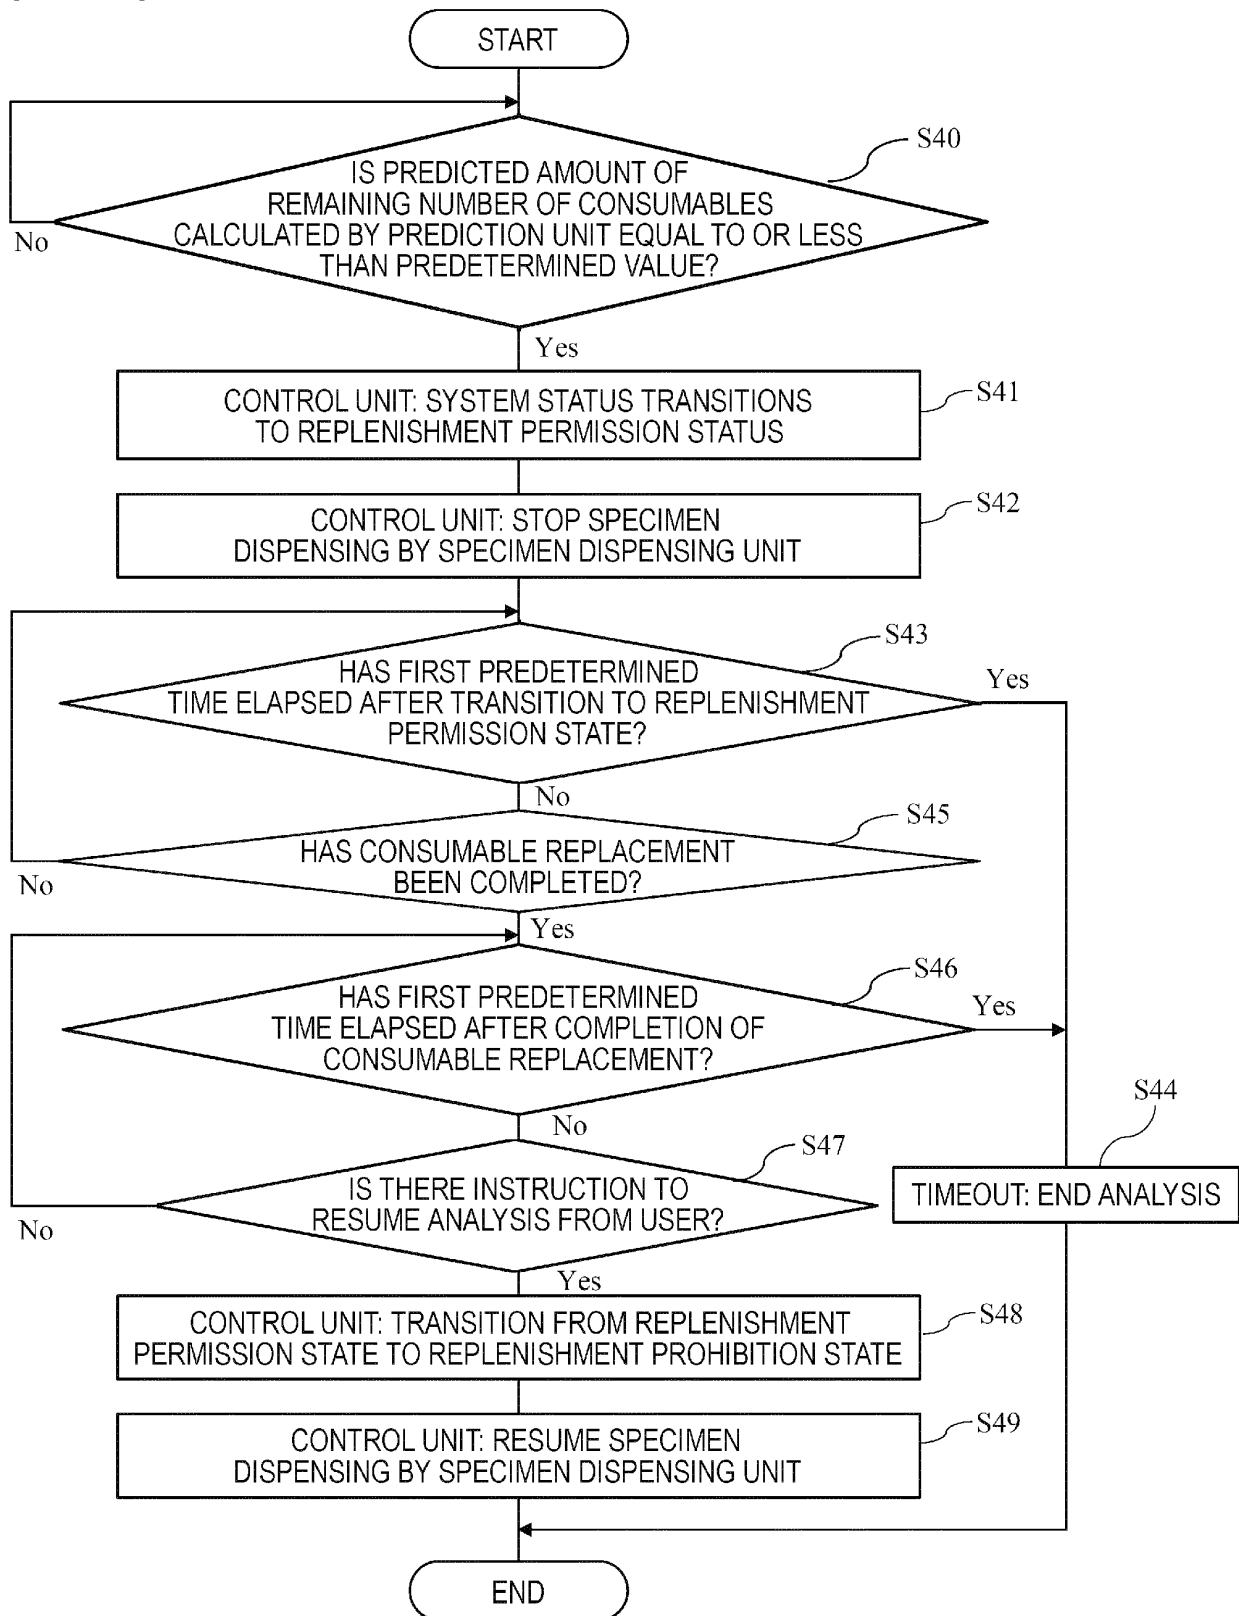 START
S40
IS PREDICTED AMOUNT OF
REMAINING NUMBER OF CONSUMABLES
CALCULATED BY PREDICTION UNIT EQUAL TO OR LESS
THAN PREDETERMINED VALUE?
No
Yes
S41
CONTROL UNIT: SYSTEM STATUS TRANSITIONS
TO REPLENISHMENT PERMISSION STATUS
S42
CONTROL UNIT: STOP SPECIMEN
DISPENSING BY SPECIMEN DISPENSING UNIT
S43
HAS FIRST PREDETERMINED
TIME ELAPSED AFTER TRANSITION TO REPLENISHMENT
PERMISSION STATE?
Yes
No
S45
HAS CONSUMABLE REPLACEMENT
BEEN COMPLETED?
No
Yes
S46
HAS FIRST PREDETERMINED
TIME ELAPSED AFTER COMPLETION OF
CONSUMABLE REPLACEMENT?
Yes
No
S44
TIMEOUT: END ANALYSIS
S47
IS THERE INSTRUCTION TO
RESUME ANALYSIS FROM USER?
No
Yes
S48
CONTROL UNIT: TRANSITION FROM REPLENISHMENT
PERMISSION STATE TO REPLENISHMENT PROHIBITION STATE
S49
CONTROL UNIT: RESUME SPECIMEN
DISPENSING BY SPECIMEN DISPENSING UNIT
END